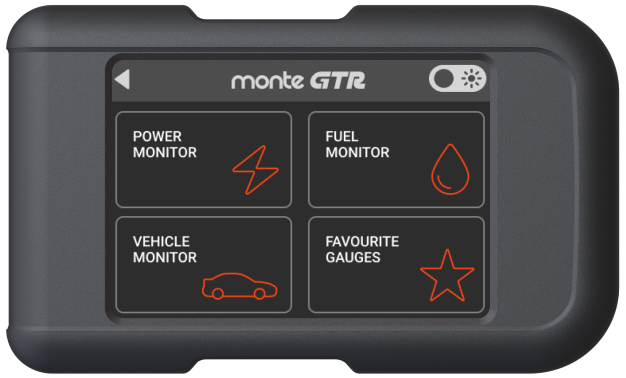 monte GTR
POWER
MONITOR
FUEL
MONITOR
VEHICLE
MONITOR
FAVOURITE
GAUGES